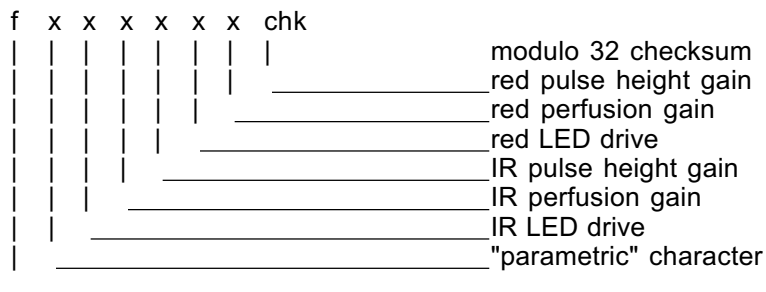 f x x x x x x chk
modulo 32 checksum
red pulse height gain
red perfusion gain
red LED drive
IR pulse height gain
IR perfusion gain
IR LED drive
"parametric" character